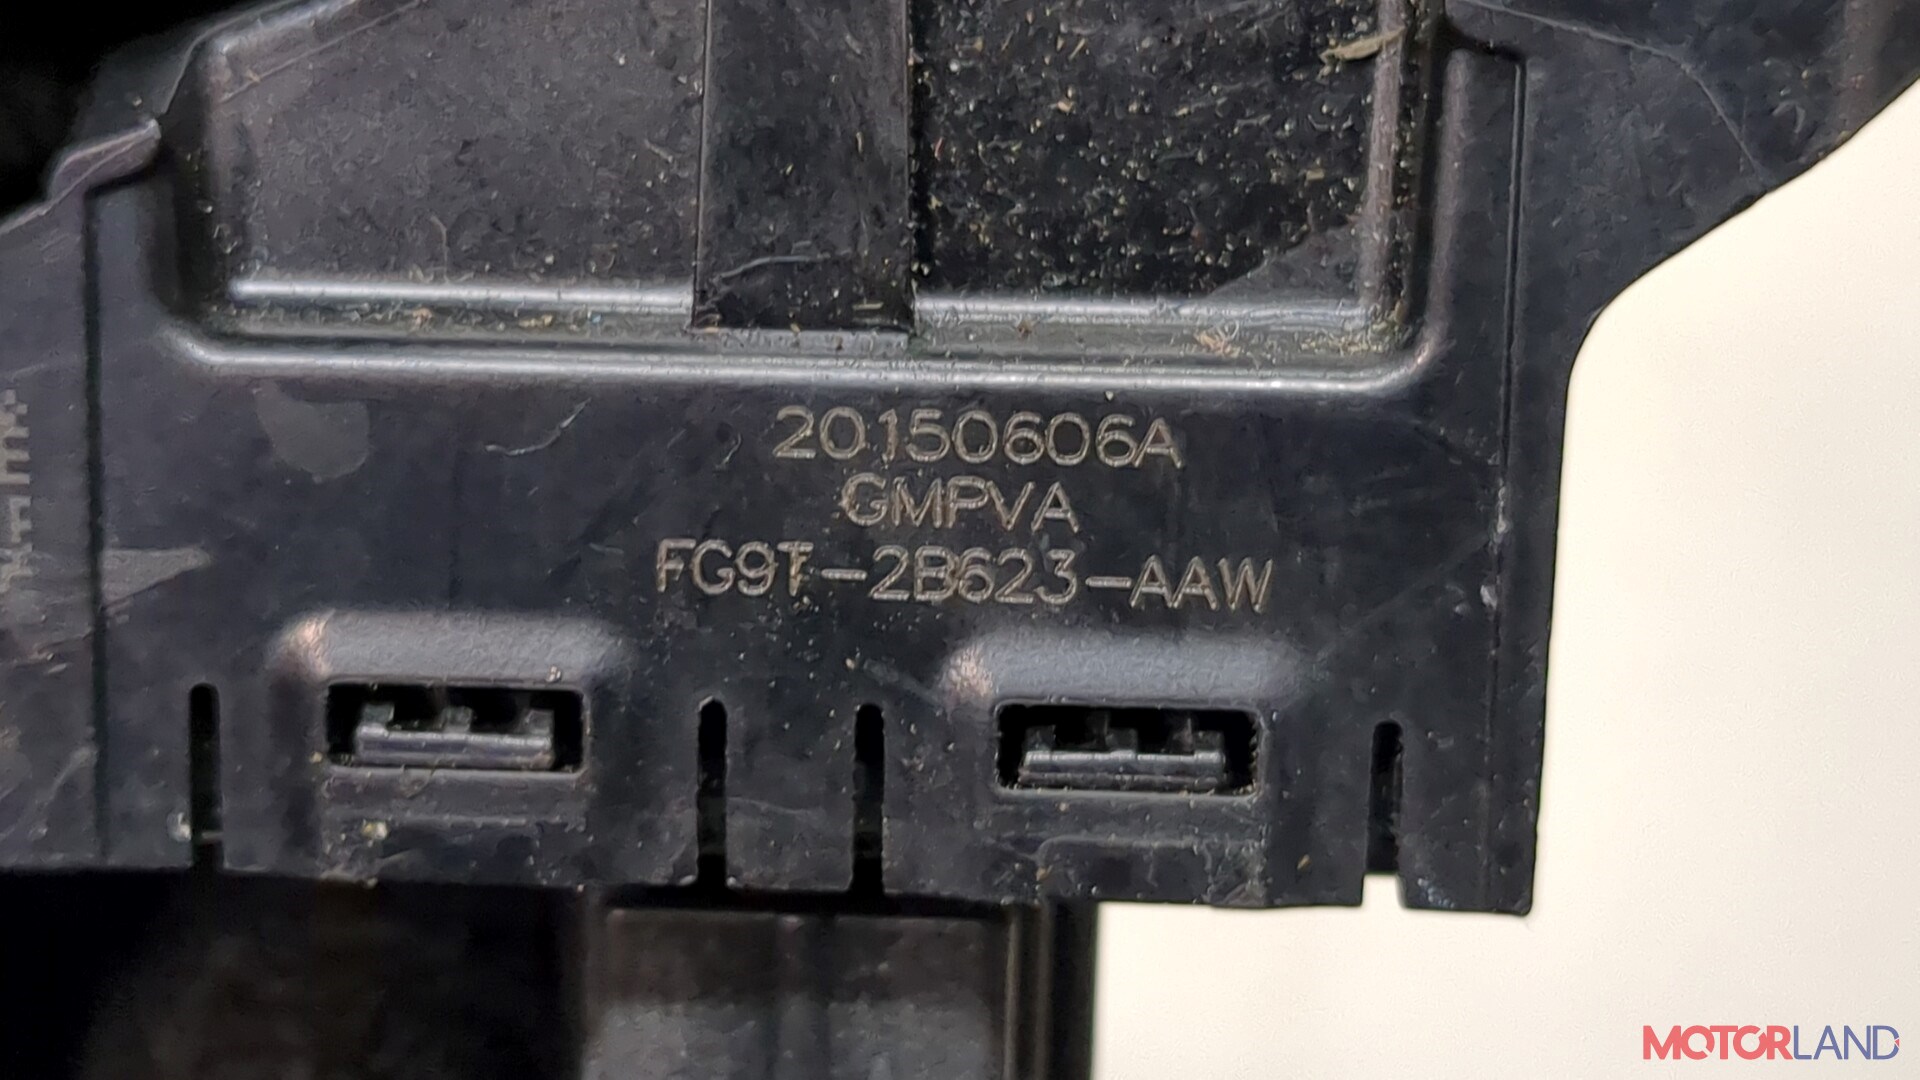 20150606A
GMPVA
FG9T-2B623-AAW
MOTORLAND